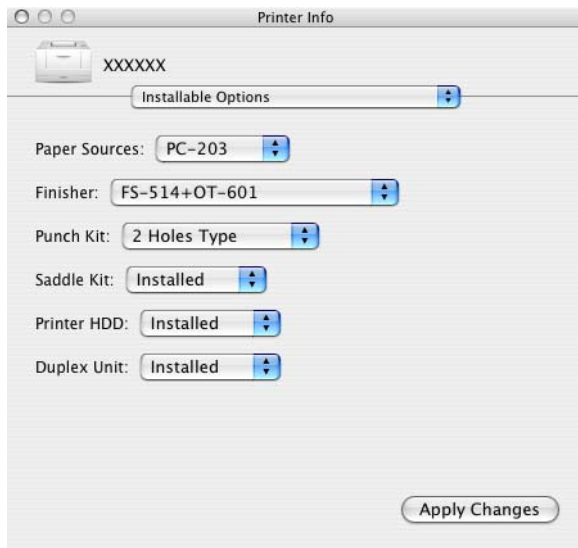 Printer Info
XXXXXX
Installable Options
Paper Sources: PC-203
Finisher: FS-514+OT-601
Punch Kit: 2 Holes Type
Saddle Kit: Installed
Printer HDD: Installed
Duplex Unit: Installed
Apply Changes